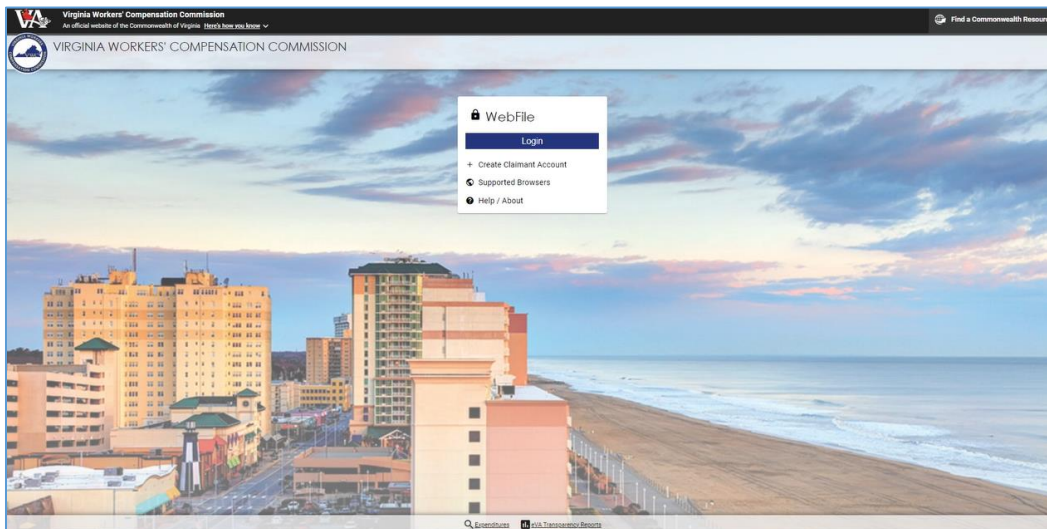 VA
Virginia Workers' Compensation Commission
An official website of the Commonwealth of Virginia Here's how you know
Find a Commonwealth Resour
VIRGINIA WORKERS' COMPENSATION COMMISSION
WebFile
Login
+ Create Claimant Account
Supported Browsers
Help / About
Expenditures eVA Transparency Reports